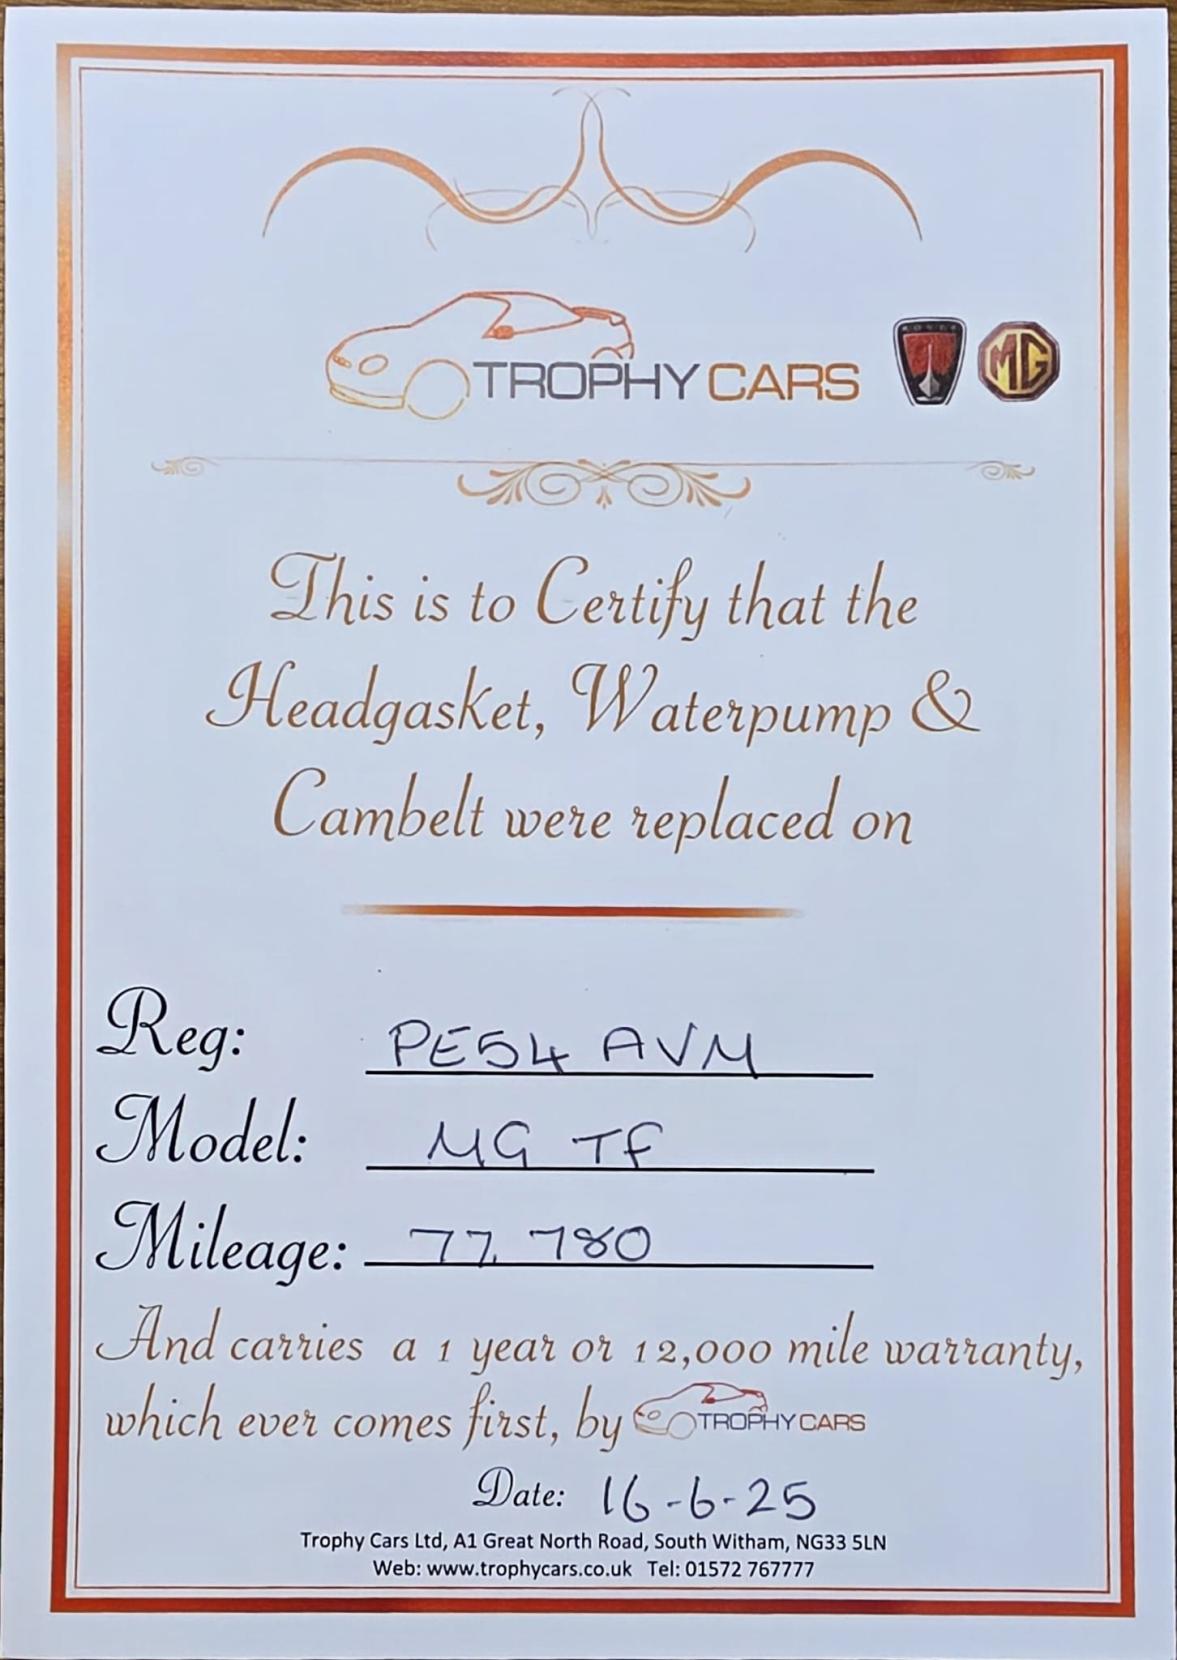 TROPHY CARS
ROVER
MG
This is to Certify that the
Headgasket, Waterpump &
Cambelt were replaced on
Reg: PE54 AVM
Model: MG TF
Mileage: 77,780
And carries a 1 year or 12,000 mile warranty,
which ever comes first, by TROPHY CARS
Date: 16-6-25
Trophy Cars Ltd, A1 Great North Road, South Witham, NG33 5LN
Web: www.trophycars.co.uk Tel: 01572 767777